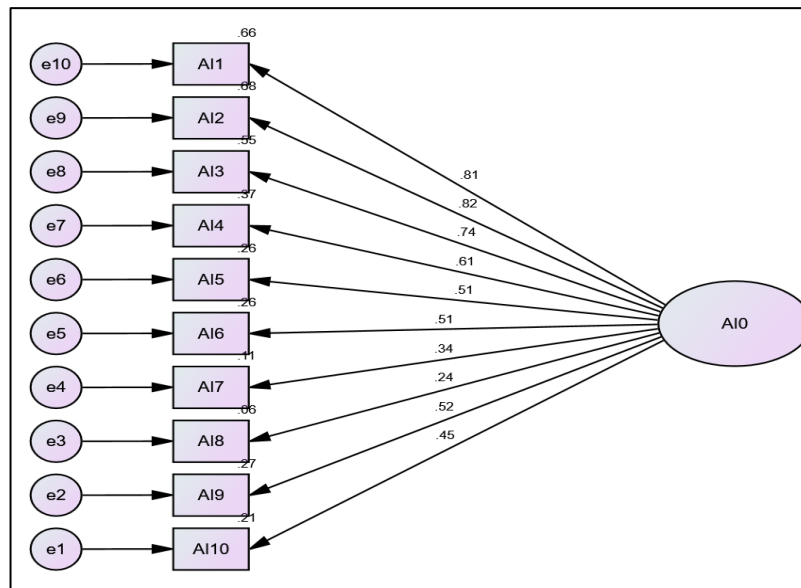 .66
e10 AI1
.68
e9 AI2
.55
e8 AI3
.37
e7 AI4
.26
e6 AI5
.26
e5 AI6
.11
e4 AI7
.06
e3 AI8
.27
e2 AI9
.21
e1 AI10
.81
.82
.74
.61
.51
.51
.34
.24
.52
.45
AI0